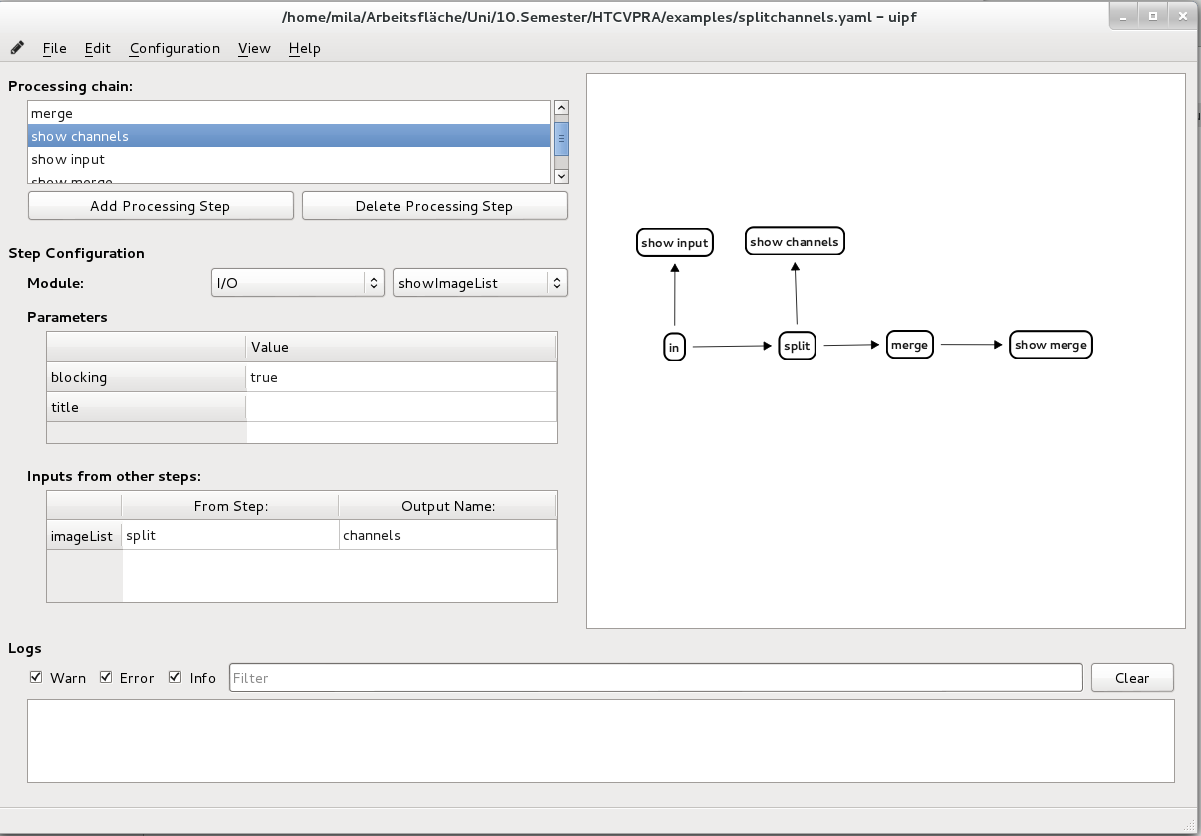 /home/mila/Arbeitsfläche/Uni/10.Semester/HTCVPRA/examples/splitchannels.yaml – uipf
File Edit Configuration View Help
Processing chain:
merge
show channels
show input
show merge
Add Processing Step Delete Processing Step
Step Configuration
Module: I/O showImageList
Parameters
Value
blocking true
title
Inputs from other steps:
From Step: Output Name:
imageList split channels
show input show channels
in split merge show merge
Logs
Warn Error Info Filter Clear